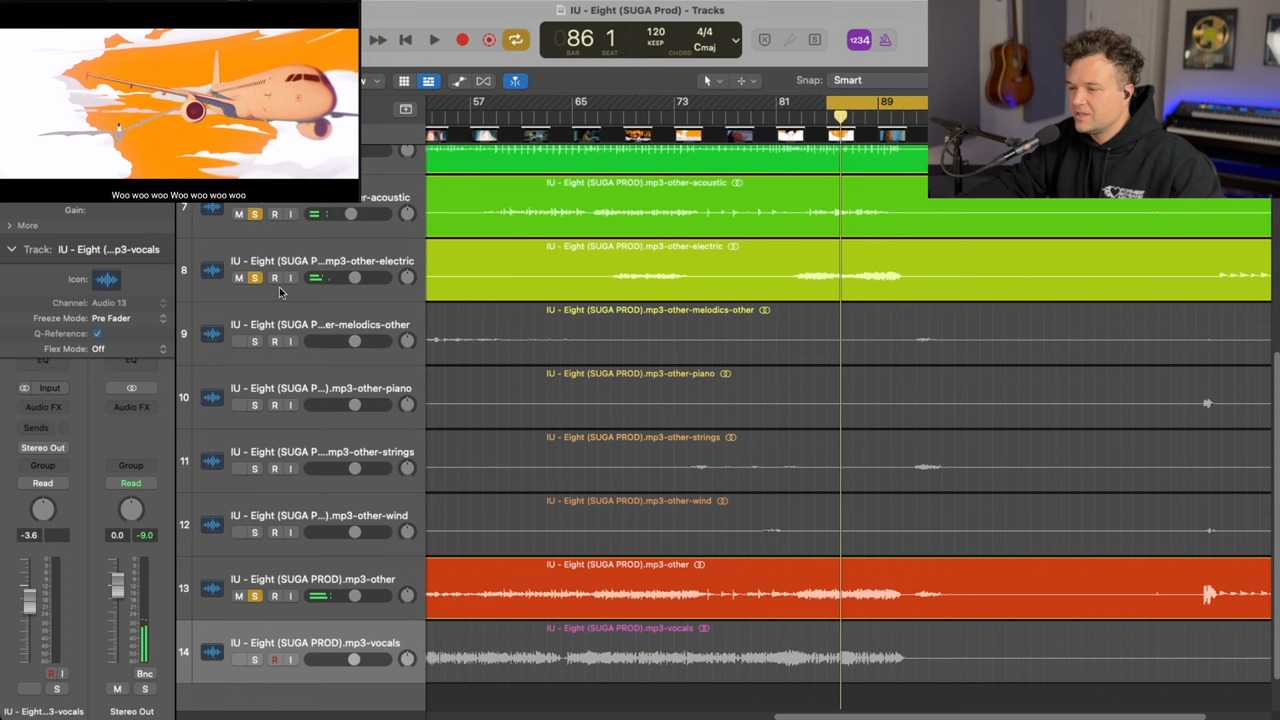 IU - Eight (SUGA Prod) - Tracks
86 1
BAR BEAT
120
KEEP
4/4
Cmaj
CHORD
1234
Snap: Smart
57 65 73 81 89
Woo woo woo Woo woo woo woo
Gain:
More
Track: IU - Eight (...p3-vocals
Icon:
Channel: Audio 13
Freeze Mode: Pre Fader
Q-Reference:
Flex Mode: Off
EQ EQ
Input
Audio FX Audio FX
Sends
Stereo Out
Group Group
Read Read
-3.6 0.0 -9.0
R I Bnc
S M S
IU - Eight...3-vocals Stereo Out
7 -acoustic
M S R I
IU - Eight (SUGA PROD).mp3-other-acoustic
8 IU - Eight (SUGA P...mp3-other-electric
M S R I
IU - Eight (SUGA PROD).mp3-other-electric
9 IU - Eight (SUGA P...er-melodics-other
S R I
IU - Eight (SUGA PROD).mp3-other-melodics-other
10 IU - Eight (SUGA P...).mp3-other-piano
S R I
IU - Eight (SUGA PROD).mp3-other-piano
11 IU - Eight (SUGA P....mp3-other-strings
S R I
IU - Eight (SUGA PROD).mp3-other-strings
12 IU - Eight (SUGA P...).mp3-other-wind
S R I
IU - Eight (SUGA PROD).mp3-other-wind
13 IU - Eight (SUGA PROD).mp3-other
M S R I
IU - Eight (SUGA PROD).mp3-other
14 IU - Eight (SUGA PROD).mp3-vocals
S R I
IU - Eight (SUGA PROD).mp3-vocals